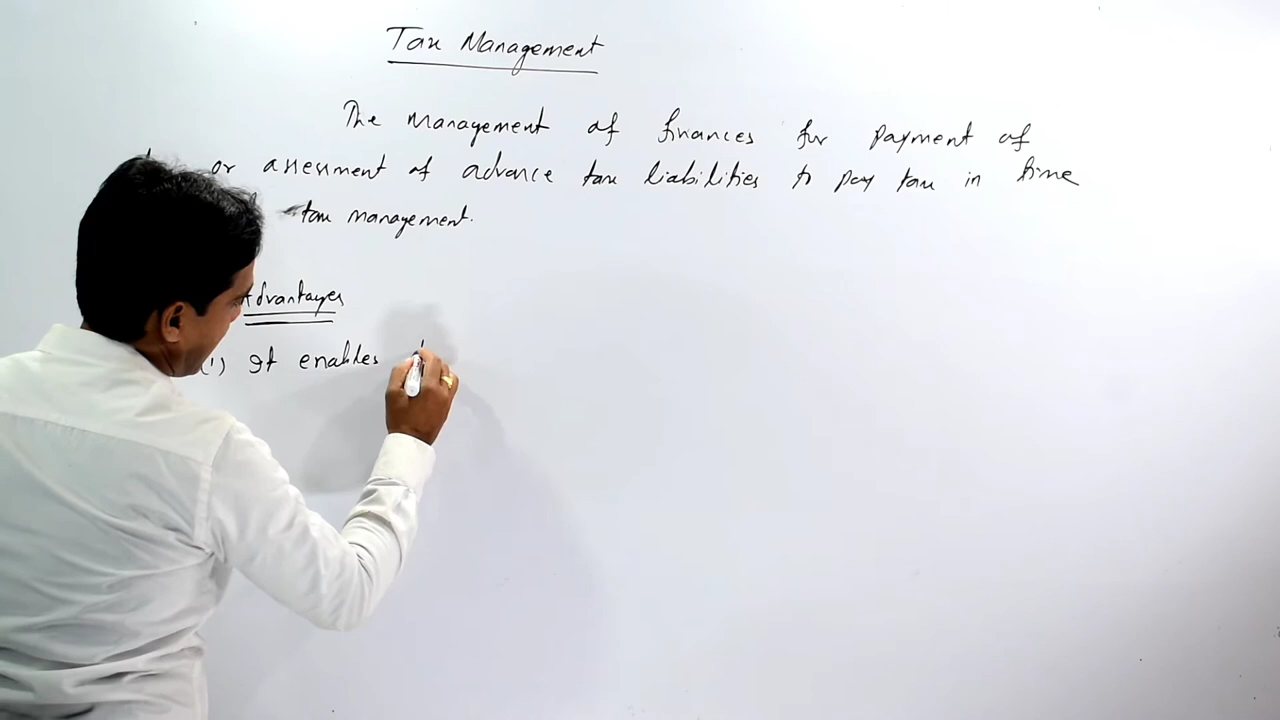 Tax Management
The Management of finances for payment of
or assessment of advance tax liabilities to pay tax in time
tax management.
Advantages
(1) It enables